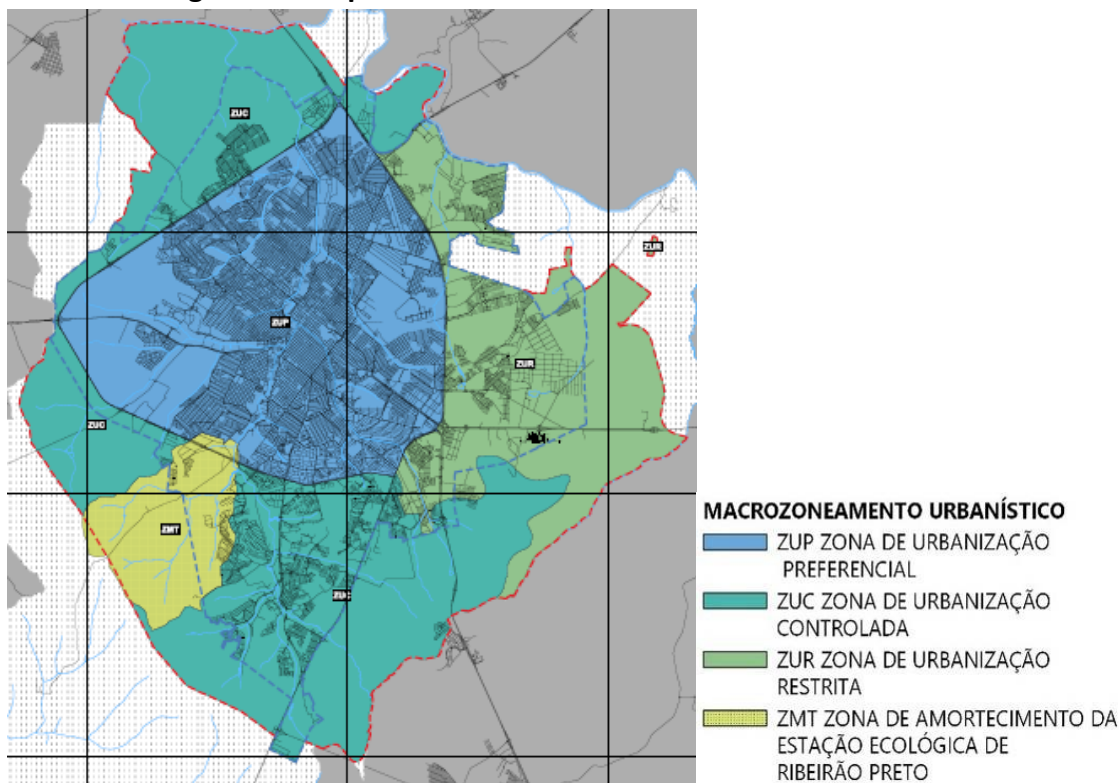 ZUC
ZUR
ZUP
ZUR
ZUC
ZMT
ZUC
MACROZONEAMENTO URBANÍSTICO
ZUP ZONA DE URBANIZAÇÃO
PREFERENCIAL
ZUC ZONA DE URBANIZAÇÃO
CONTROLADA
ZUR ZONA DE URBANIZAÇÃO
RESTRITA
ZMT ZONA DE AMORTECIMENTO DA
ESTAÇÃO ECOLÓGICA DE
RIBEIRÃO PRETO